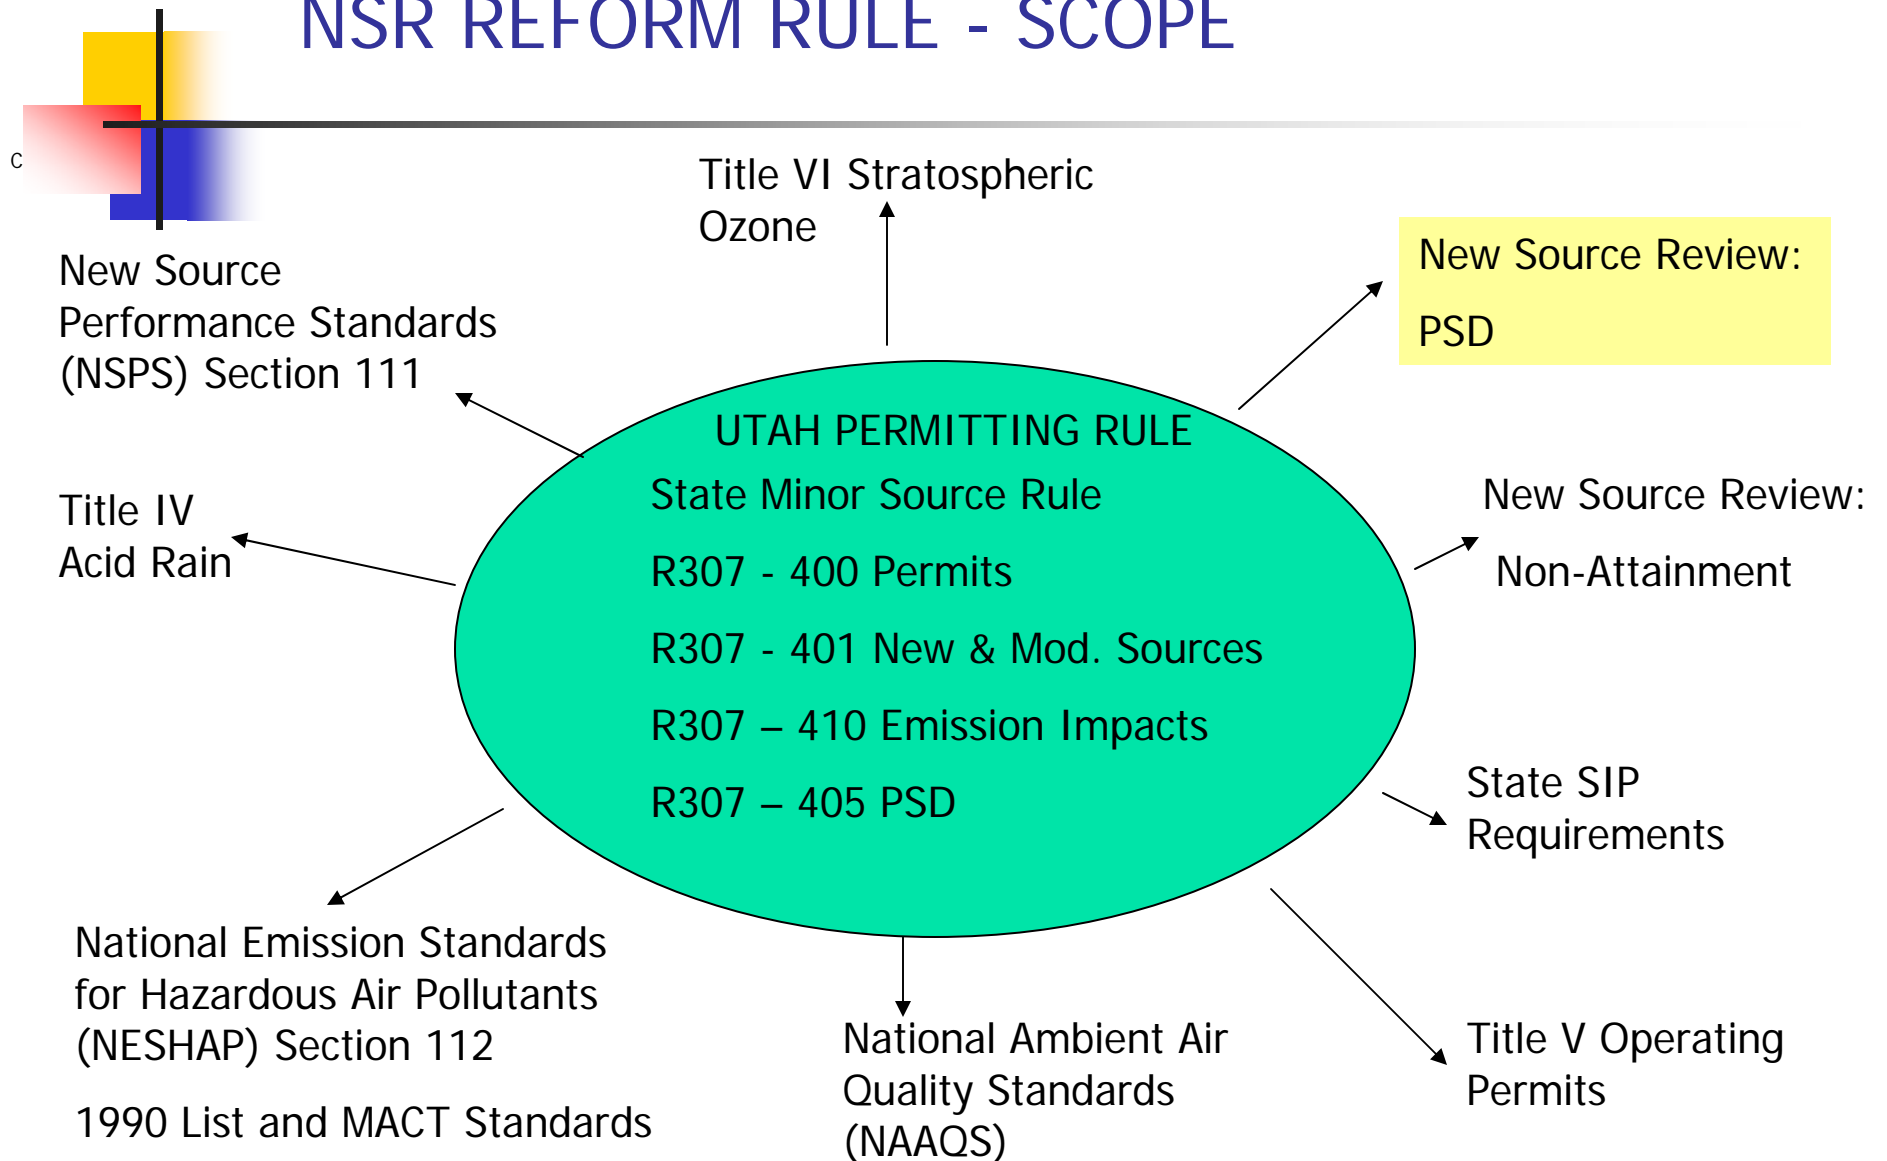 NSR REFORM RULE - SCOPE
C
Title VI Stratospheric
Ozone
New Source Review:
PSD
New Source
Performance Standards
(NSPS) Section 111
UTAH PERMITTING RULE
State Minor Source Rule
R307 - 400 Permits
R307 - 401 New & Mod. Sources
R307 – 410 Emission Impacts
R307 – 405 PSD
Title IV
Acid Rain
New Source Review:
Non-Attainment
State SIP
Requirements
National Emission Standards
for Hazardous Air Pollutants
(NESHAP) Section 112
1990 List and MACT Standards
National Ambient Air
Quality Standards
(NAAQS)
Title V Operating
Permits